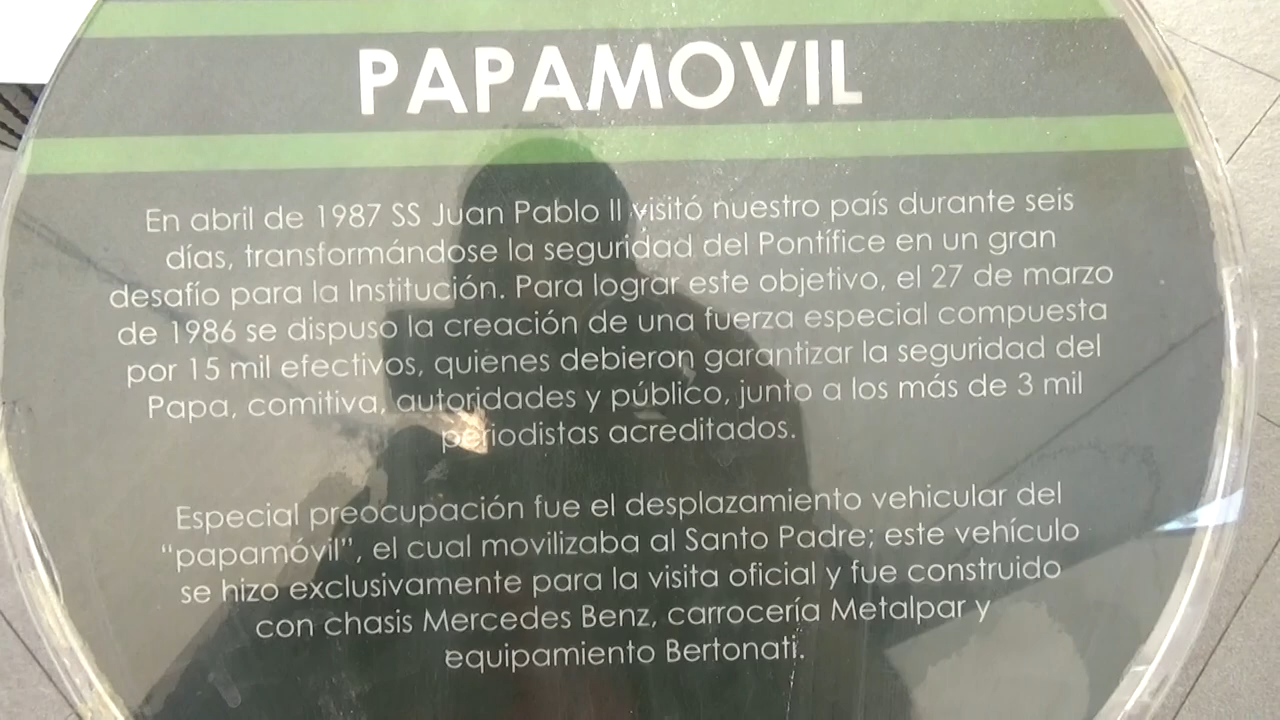 PAPAMOVIL
En abril de 1987 SS Juan Pablo II visitó nuestro país durante seis
días, transformándose la seguridad del Pontífice en un gran
desafío para la Institución. Para lograr este objetivo, el 27 de marzo
de 1986 se dispuso la creación de una fuerza especial compuesta
por 15 mil efectivos, quienes debieron garantizar la seguridad del
Papa, comitiva, autoridades y público, junto a los más de 3 mil
periodistas acreditados.
Especial preocupación fue el desplazamiento vehicular del
“papamóvil”, el cual movilizaba al Santo Padre; este vehículo
se hizo exclusivamente para la visita oficial y fue construido
con chasis Mercedes Benz, carrocería Metalpar y
equipamiento Bertonati.